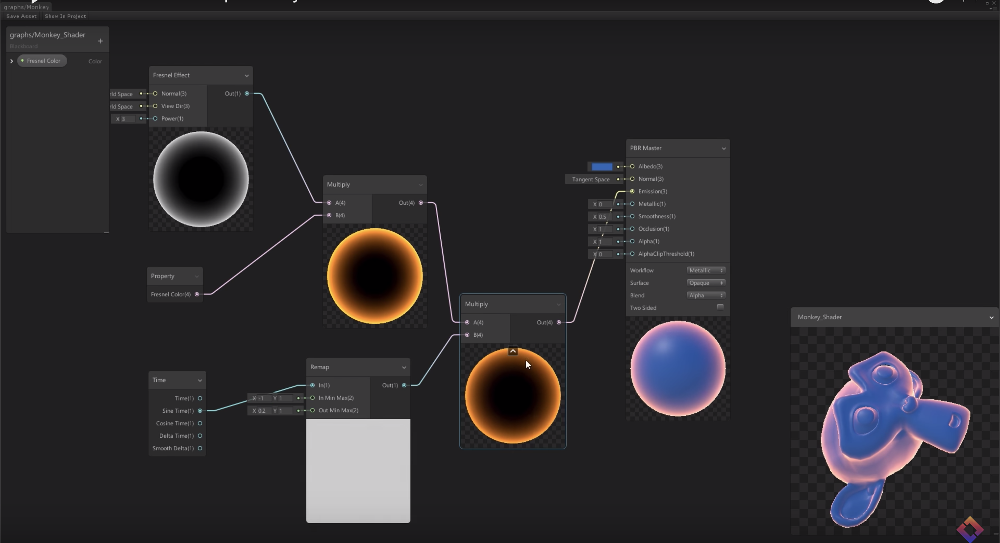 graphs/Monkey
Save Asset
Show In Project
graphs/Monkey_Shader
+
Blackboard
Fresnel Color
Color
Fresnel Effect
rld Space
Normal(3)
Out(1)
rld Space
View Dir(3)
X 3
Power(1)
PBR Master
Albedo(3)
Tangent Space
Normal(3)
Emission(3)
X 0
Metallic(1)
X 0.5
Smoothness(1)
X 1
Occlusion(1)
X 1
Alpha(1)
X 0
AlphaClipThreshold(1)
Workflow
Metallic
Surface
Opaque
Blend
Alpha
Two Sided
Multiply
A(4)
Out(4)
B(4)
Property
Fresnel Color(4)
Multiply
A(4)
Out(4)
B(4)
Time
Time(1)
Sine Time(1)
Cosine Time(1)
Delta Time(1)
Smooth Delta(1)
Remap
In(1)
Out(1)
X -1 Y 1
In Min Max(2)
X 0.2 Y 1
Out Min Max(2)
Monkey_Shader